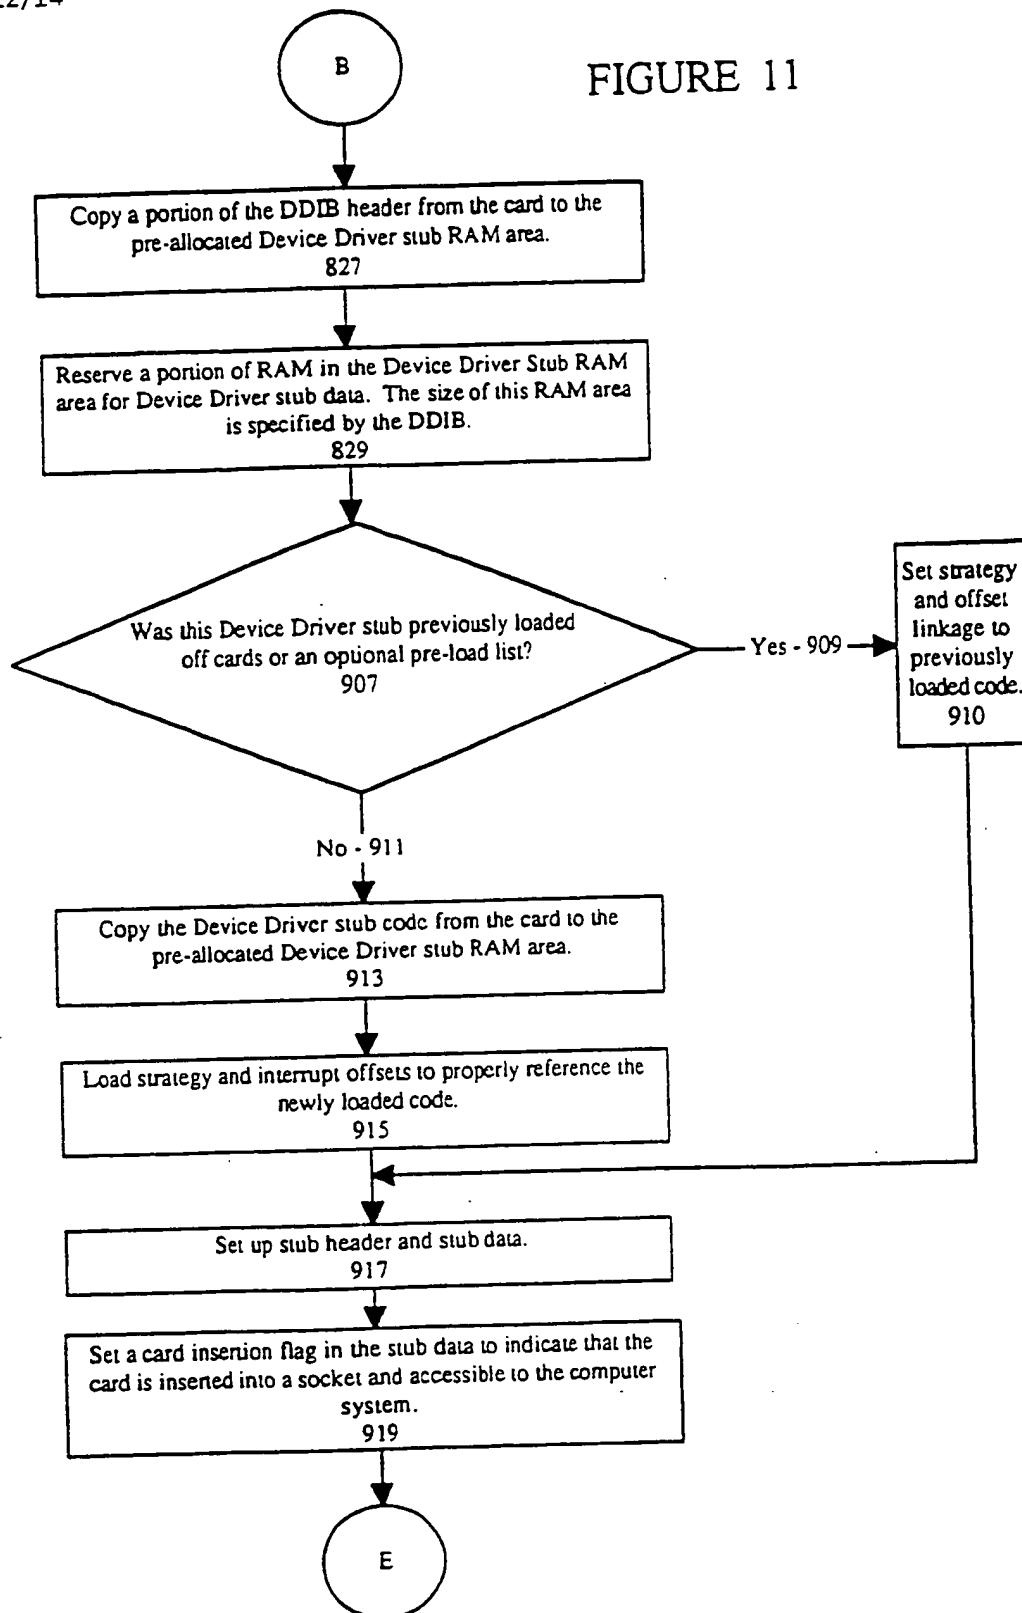 B
FIGURE 11
Copy a portion of the DDIB header from the card to the
pre-allocated Device Driver stub RAM area.
827
Reserve a portion of RAM in the Device Driver Stub RAM
area for Device Driver stub data. The size of this RAM area
is specified by the DDIB.
829
Was this Device Driver stub previously loaded
off cards or an optional pre-load list?
907
Yes - 909
Set strategy
and offset
linkage to
previously
loaded code.
910
No - 911
Copy the Device Driver stub code from the card to the
pre-allocated Device Driver stub RAM area.
913
Load strategy and interrupt offsets to properly reference the
newly loaded code.
915
Set up stub header and stub data.
917
Set a card insertion flag in the stub data to indicate that the
card is inserted into a socket and accessible to the computer
system.
919
E